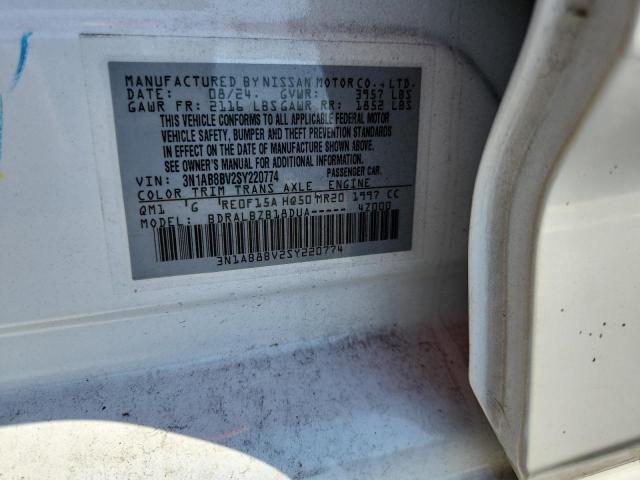 MANUFACTURED BY NISSAN MOTOR CO., LTD.
DATE: 08/24 GVWR: 3957 LBS
GAWR FR: 2116 LBS GAWR RR: 1852 LBS
THIS VEHICLE CONFORMS TO ALL APPLICABLE FEDERAL MOTOR
VEHICLE SAFETY, BUMPER AND THEFT PREVENTION STANDARDS
IN EFFECT ON THE DATE OF MANUFACTURE SHOWN ABOVE.
SEE OWNER'S MANUAL FOR ADDITIONAL INFORMATION.
VIN: 3N1AB8BV2SY220774 PASSENGER CAR.
COLOR TRIM TRANS AXLE ENGINE
QM1 G RE0F15A HQ50 MR20 1997 CC
MODEL: BDRALBZB18DUA----- 47000
3N1AB8BV2SY220774